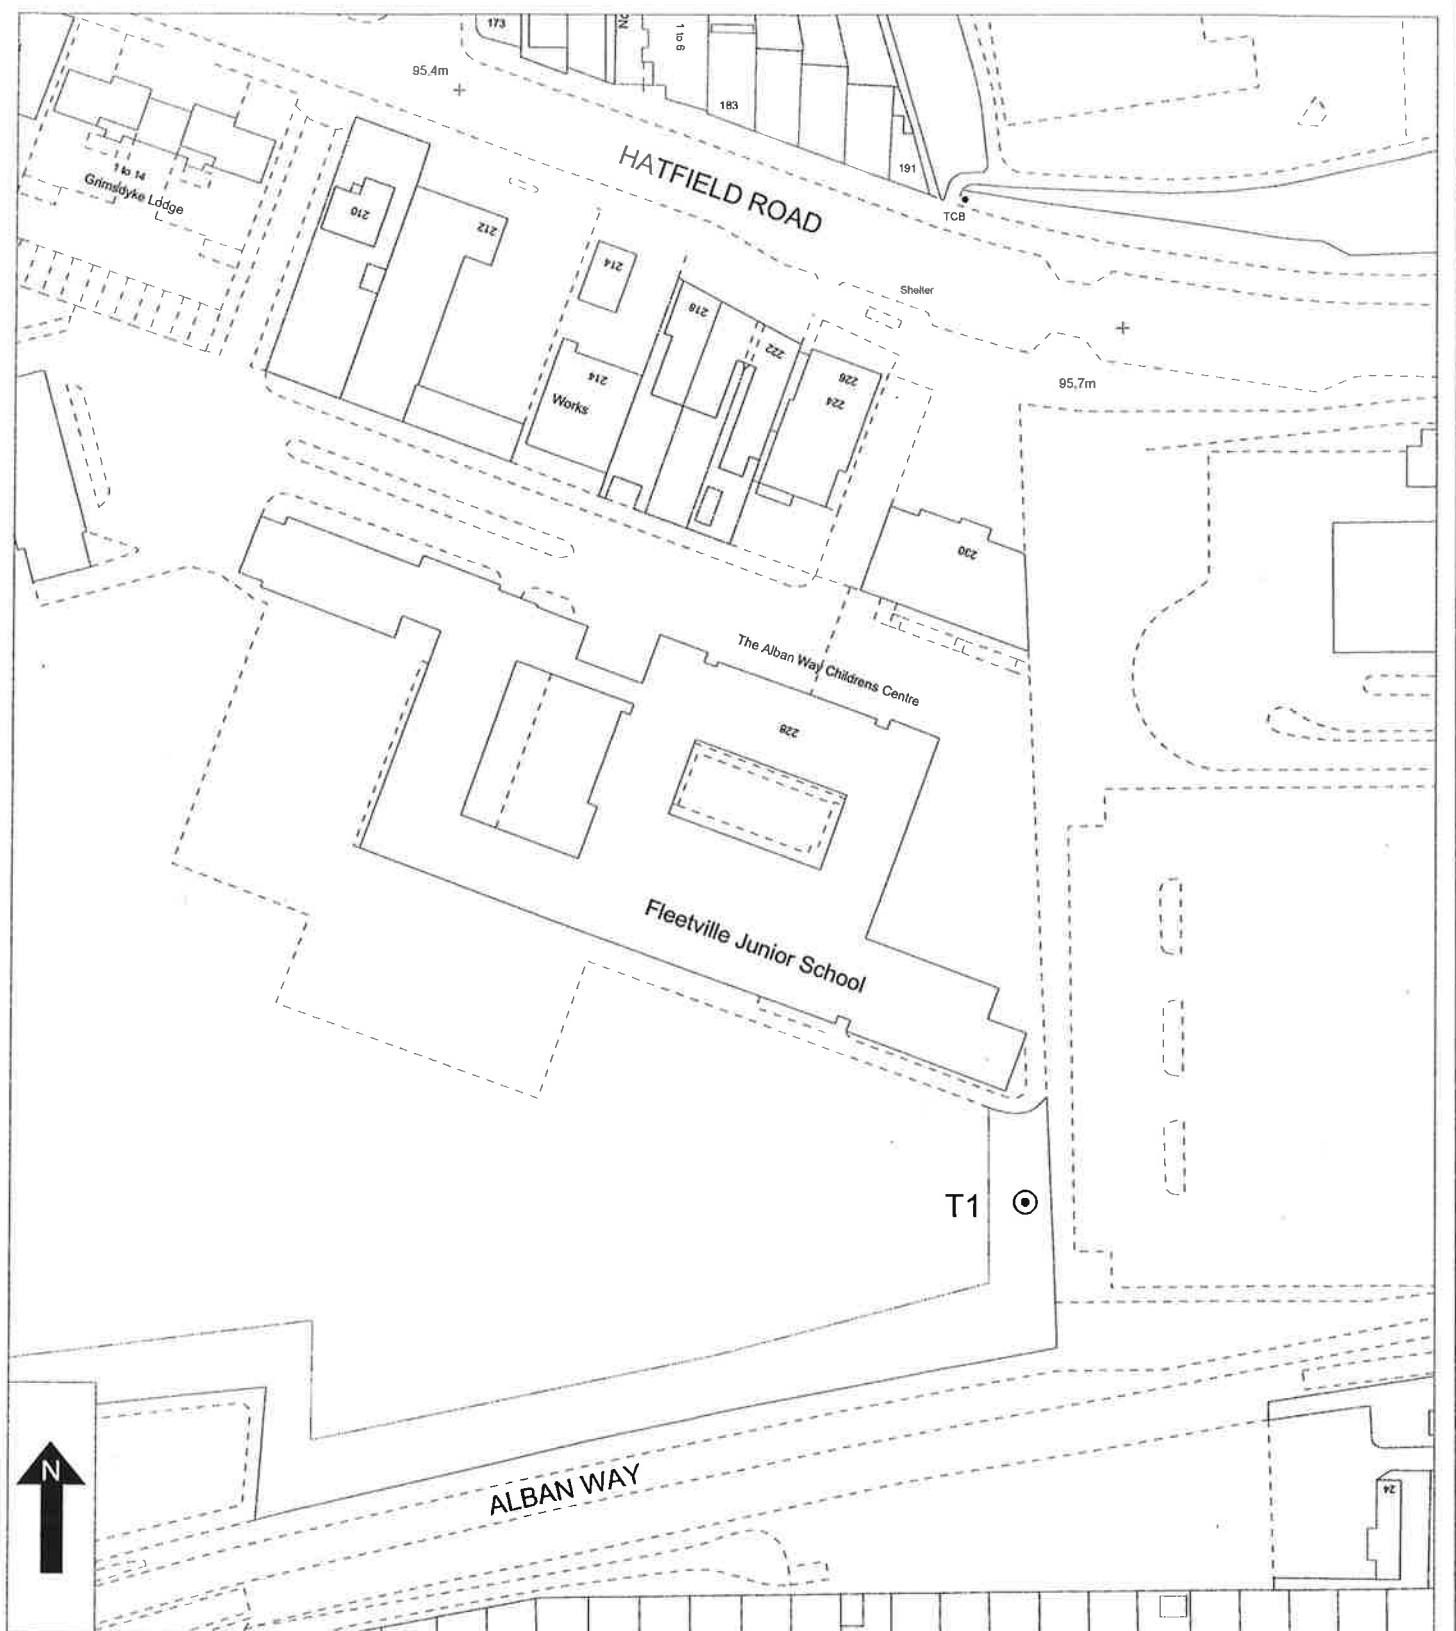 173
1 to 6
183
191
95.4m
HATFIELD ROAD
TCB
1 to 14
Grimsdyke Lodge
210
212
214
218
222
226
224
214
Works
Shelter
95.7m
230
The Alban Way Childrens Centre
228
Fleetville Junior School
T1
N
ALBAN WAY
24